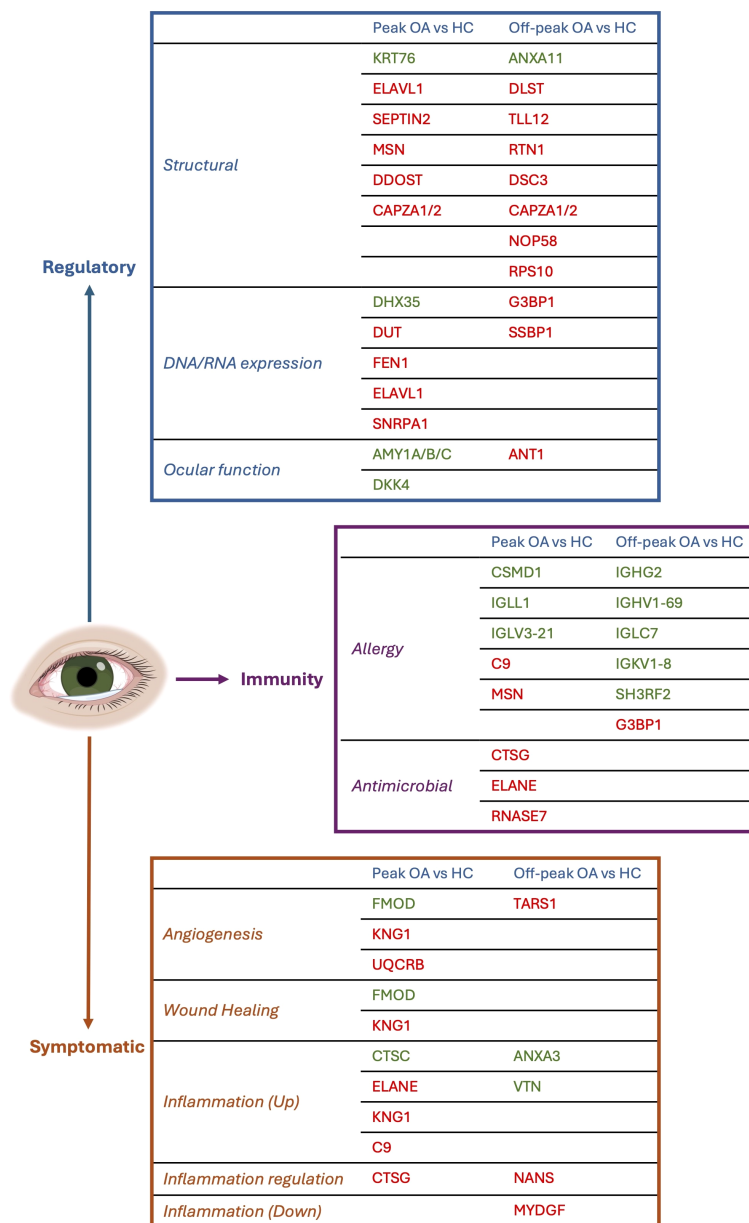 Peak OA vs HC Off-peak OA vs HC
Structural
KRT76 ANXA11
ELAVL1 DLST
SEPTIN2 TLL12
MSN RTN1
DDOST DSC3
CAPZA1/2 CAPZA1/2
NOP58
RPS10
Regulatory
DNA/RNA expression
DHX35 G3BP1
DUT SSBP1
FEN1
ELAVL1
SNRPA1
Ocular function
AMY1A/B/C ANT1
DKK4
Immunity
Peak OA vs HC Off-peak OA vs HC
Allergy
CSMD1 IGHG2
IGLL1 IGHV1-69
IGLV3-21 IGLC7
C9 IGKV1-8
MSN SH3RF2
G3BP1
Antimicrobial
CTSG
ELANE
RNASE7
Peak OA vs HC Off-peak OA vs HC
Angiogenesis
FMOD TARS1
KNG1
UQCRB
Wound Healing
FMOD
KNG1
Symptomatic
Inflammation (Up)
CTSC ANXA3
ELANE VTN
KNG1
C9
Inflammation regulation CTSG NANS
Inflammation (Down) MYDGF